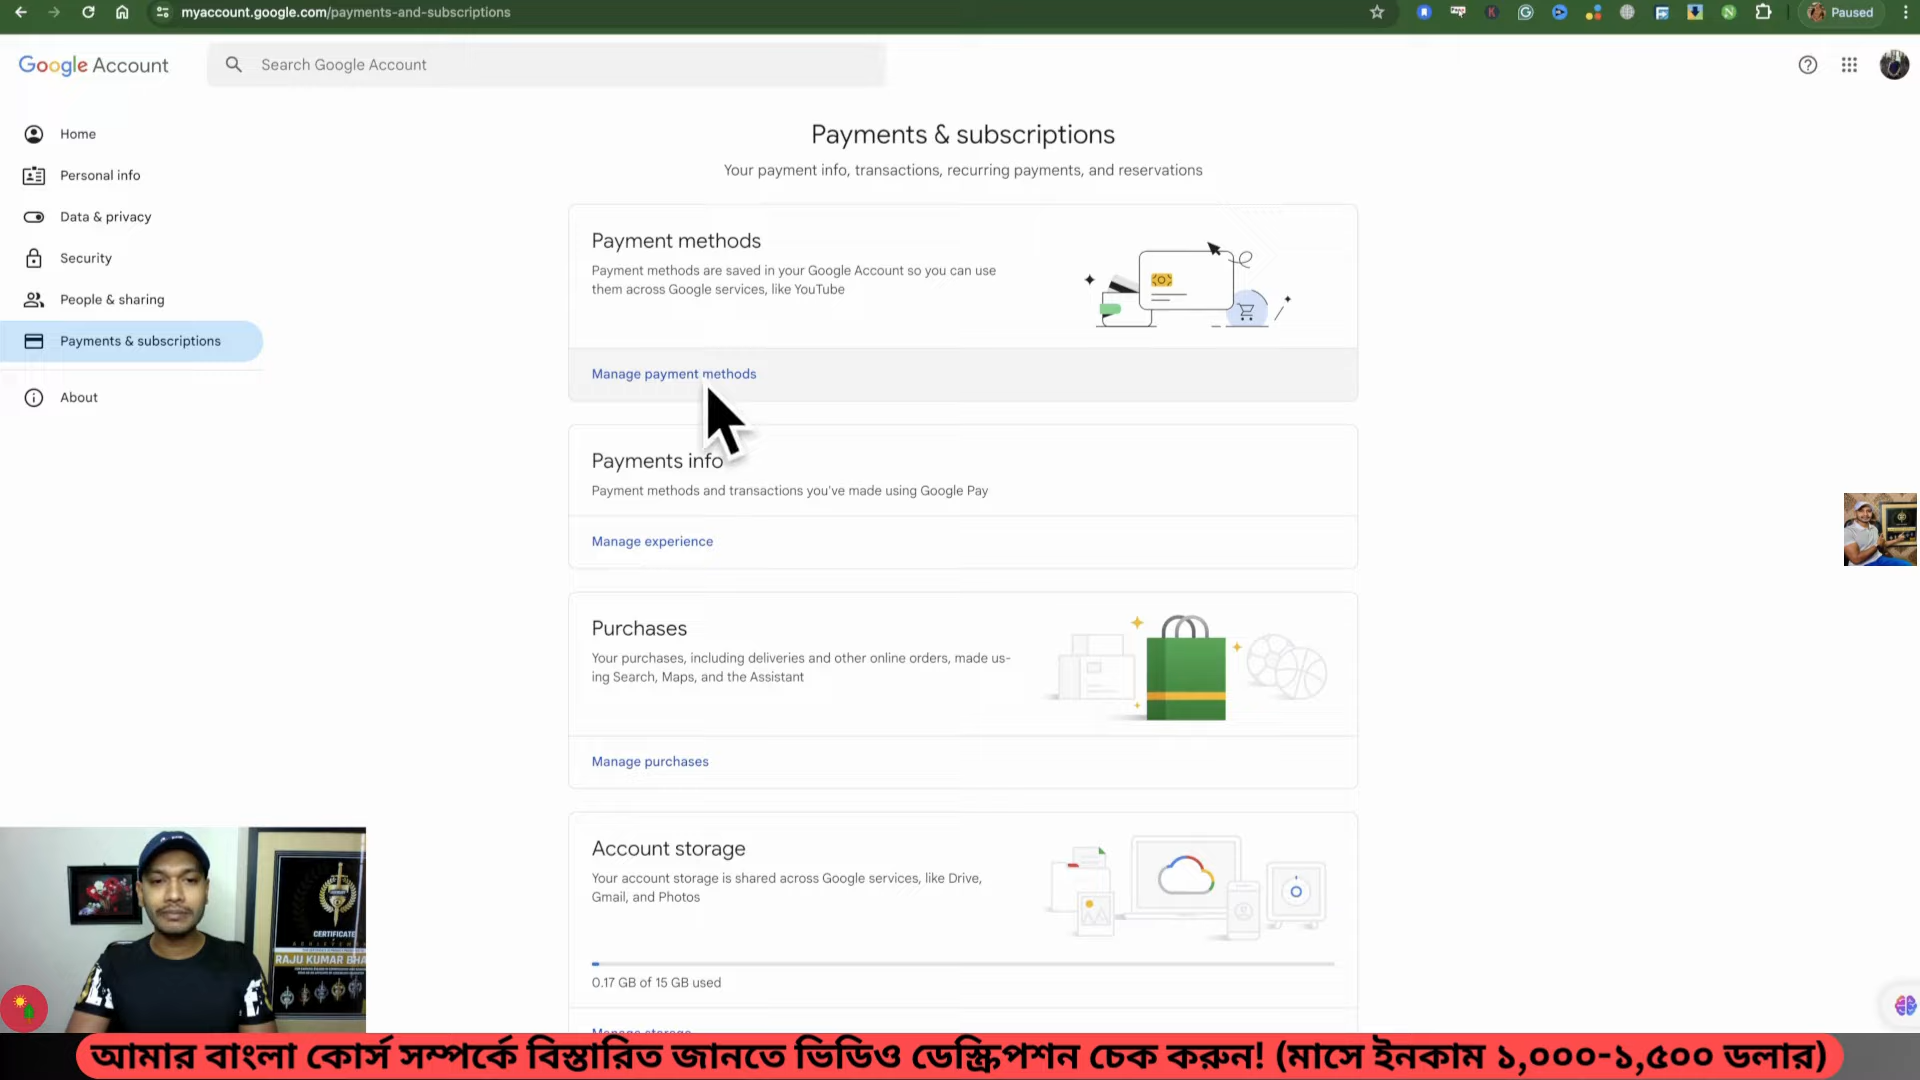 myaccount.google.com/payments-and-subscriptions
Paused
Google Account
Search Google Account
Home
Personal info
Data & privacy
Security
People & sharing
Payments & subscriptions
About
Payments & subscriptions
Your payment info, transactions, recurring payments, and reservations
Payment methods
Payment methods are saved in your Google Account so you can use
them across Google services, like YouTube
Manage payment methods
Payments info
Payment methods and transactions you've made using Google Pay
Manage experience
Purchases
Your purchases, including deliveries and other online orders, made us-
ing Search, Maps, and the Assistant
Manage purchases
Account storage
Your account storage is shared across Google services, like Drive,
Gmail, and Photos
0.17 GB of 15 GB used
Manage storage
CERTIFICATE
RAJU KUMAR BHA
আমার বাংলা কোর্স সম্পর্কে বিস্তারিত জানতে ভিডিও ডেস্ক্রিপশন চেক করুন! (মাসে ইনকাম ১,০০০-১,৫০০ ডলার)